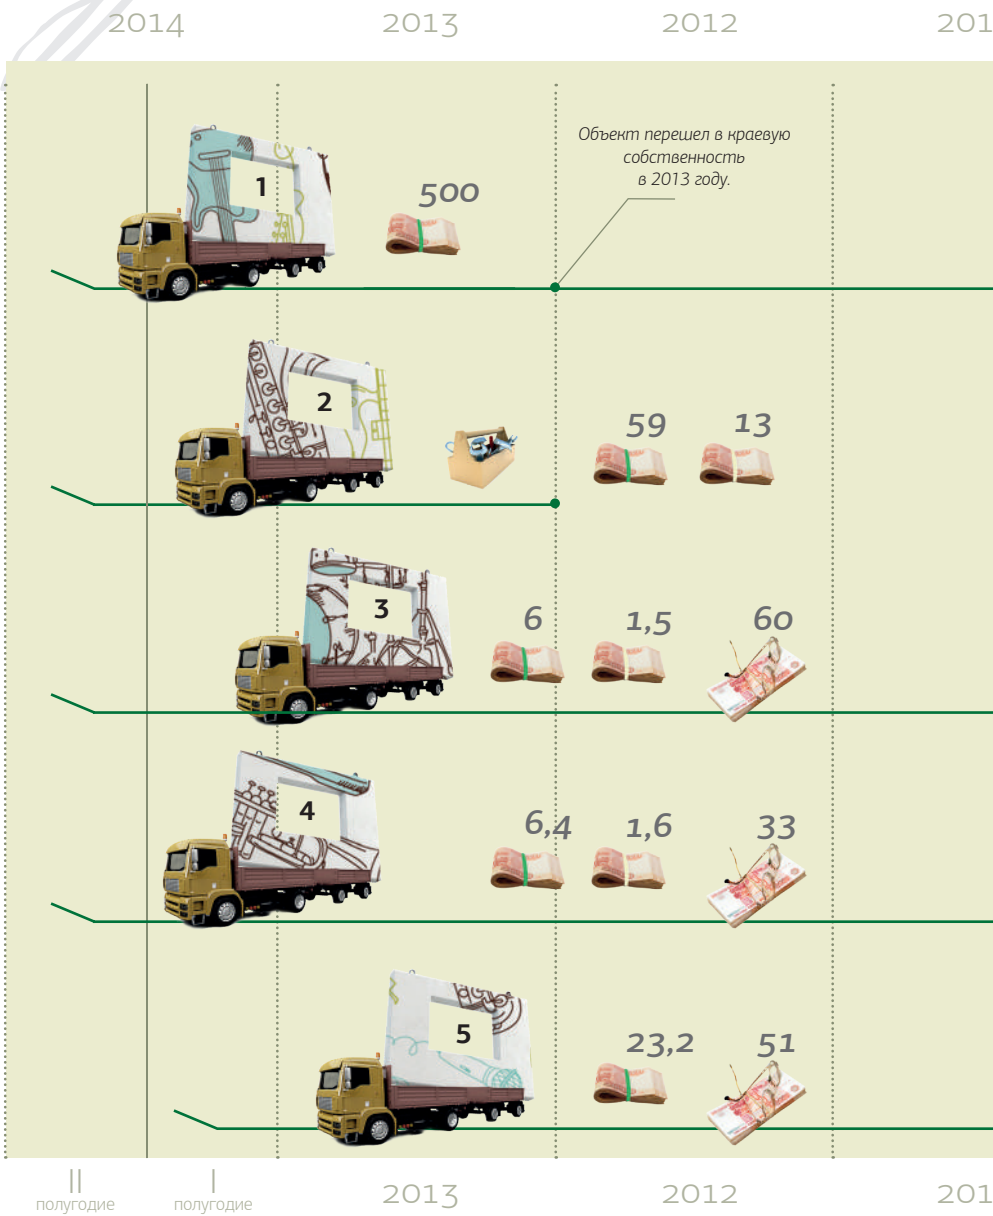 2014 2013 2012 201
Объект перешел в краевую
собственность
в 2013 году.
1
500
2
59 13
3
6 1,5 60
4
6,4 1,6 33
5
23,2 51
II I
полугодие полугодие 2013 2012 201